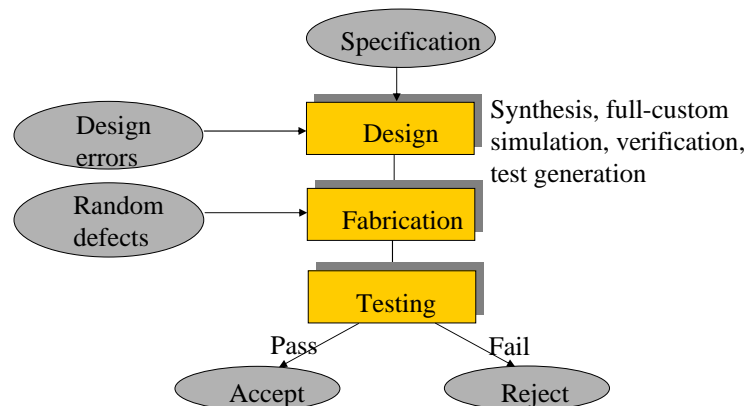 Specification
Design
errors
Design
Synthesis, full-custom
simulation, verification,
test generation
Random
defects
Fabrication
Testing
Pass
Fail
Accept
Reject